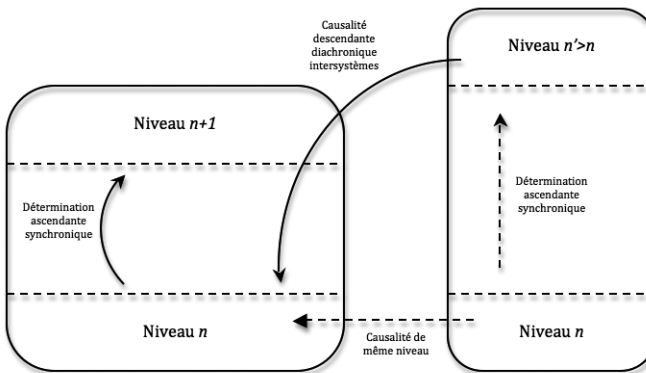 Causalité
descendante
diachronique
intersystèmes
Niveau n'>n
Niveau n+1
Détermination
ascendante
synchronique
Détermination
ascendante
synchronique
Niveau n
Causalité de
même niveau
Niveau n